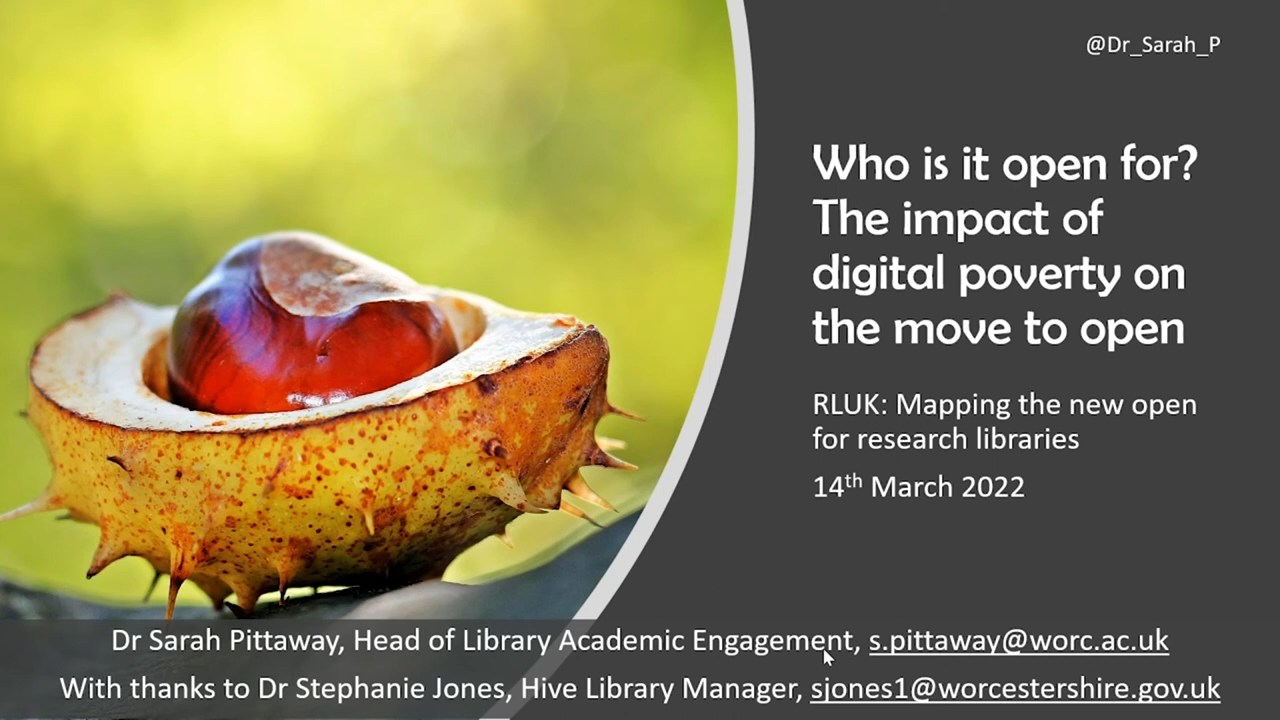 @Dr_Sarah_P
Who is it open for?
The impact of
digital poverty on
the move to open
RLUK: Mapping the new open
for research libraries
14th March 2022
Dr Sarah Pittaway, Head of Library Academic Engagement, s.pittaway@worc.ac.uk
With thanks to Dr Stephanie Jones, Hive Library Manager, sjones1@worcestershire.gov.uk